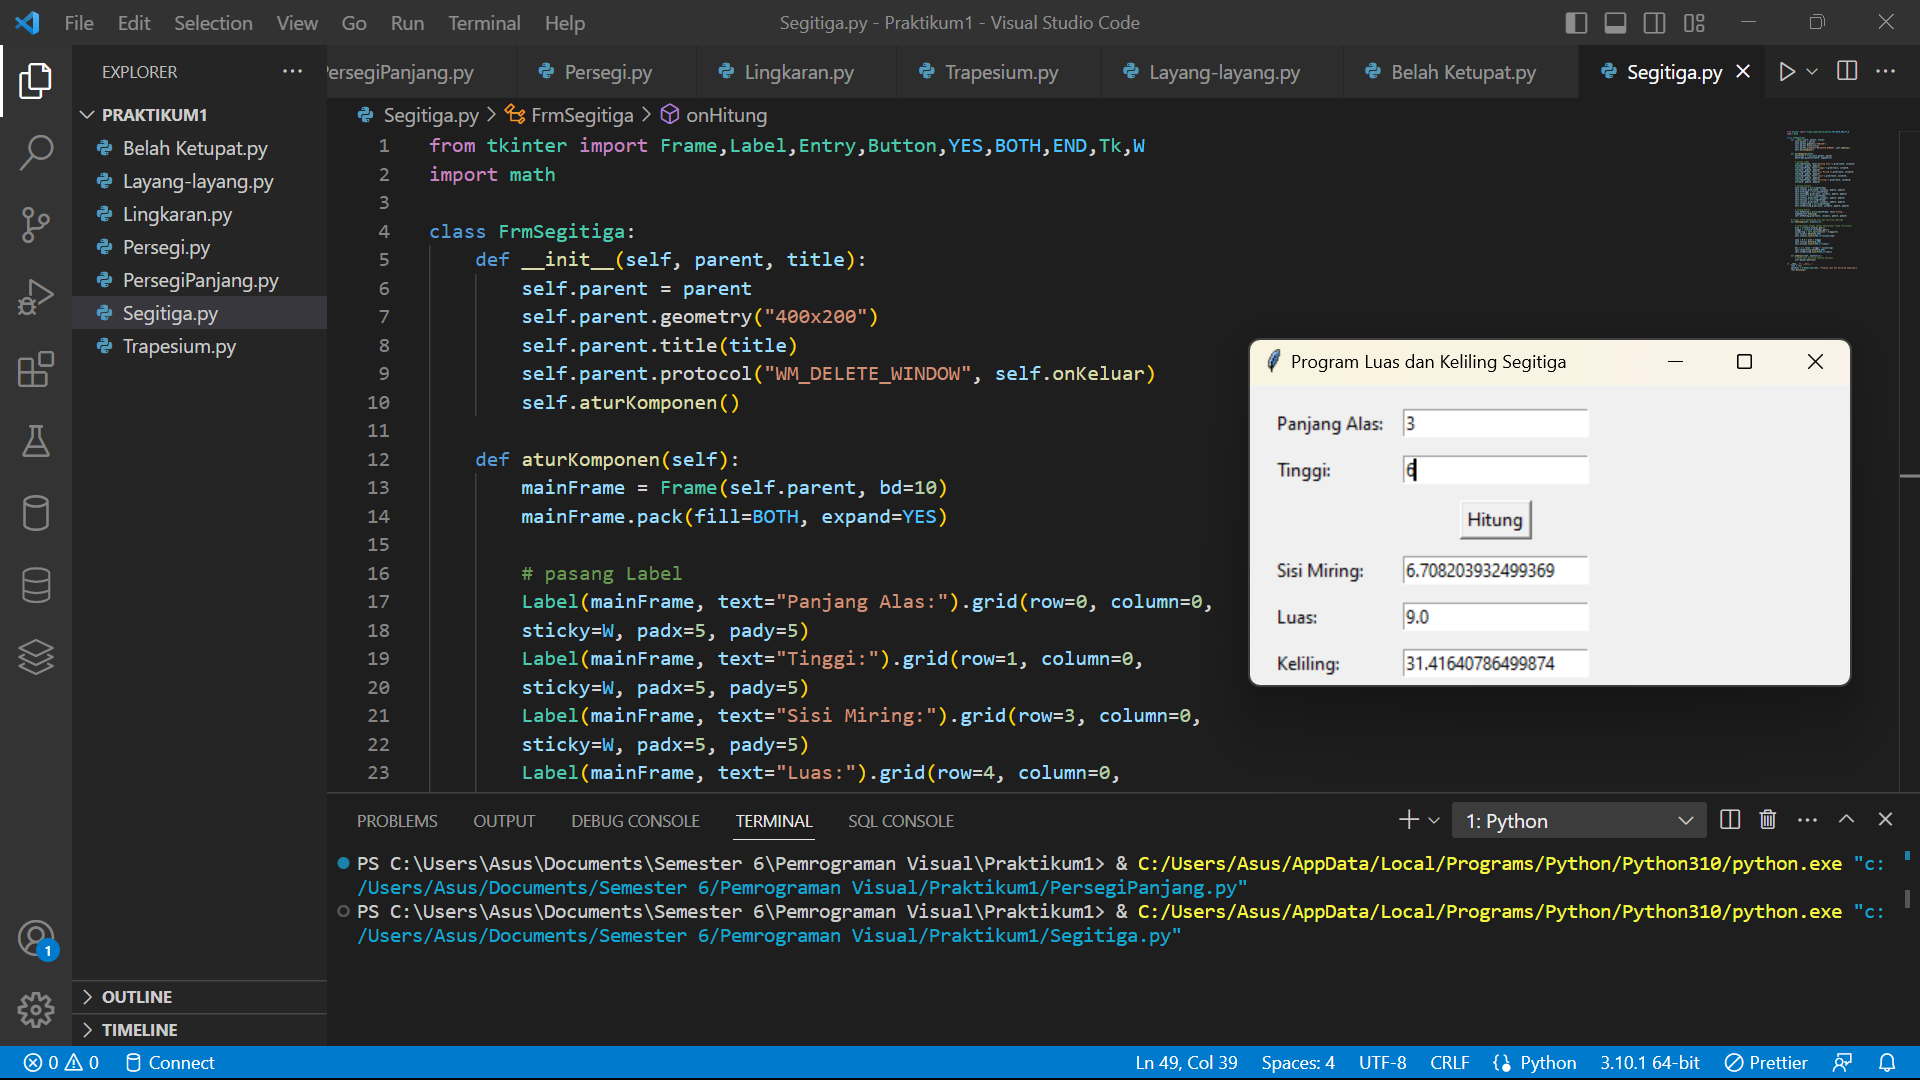 File Edit Selection View Go Run Terminal Help
Segitiga.py - Praktikum1 - Visual Studio Code
EXPLORER
ersegiPanjang.py Persegi.py Lingkaran.py Trapesium.py Layang-layang.py Belah Ketupat.py Segitiga.py
PRAKTIKUM1
Belah Ketupat.py
Layang-layang.py
Lingkaran.py
Persegi.py
PersegiPanjang.py
Segitiga.py
Trapesium.py
OUTLINE
TIMELINE
Segitiga.py > FrmSegitiga > onHitung
1 from tkinter import Frame,Label,Entry,Button,YES,BOTH,END,Tk,W
2 import math
3
4 class FrmSegitiga:
5 def __init__(self, parent, title):
6 self.parent = parent
7 self.parent.geometry("400x200")
8 self.parent.title(title)
9 self.parent.protocol("WM_DELETE_WINDOW", self.onKeluar)
10 self.aturKomponen()
11
12 def aturKomponen(self):
13 mainFrame = Frame(self.parent, bd=10)
14 mainFrame.pack(fill=BOTH, expand=YES)
15
16 # pasang Label
17 Label(mainFrame, text="Panjang Alas:").grid(row=0, column=0,
18 sticky=W, padx=5, pady=5)
19 Label(mainFrame, text="Tinggi:").grid(row=1, column=0,
20 sticky=W, padx=5, pady=5)
21 Label(mainFrame, text="Sisi Miring:").grid(row=3, column=0,
22 sticky=W, padx=5, pady=5)
23 Label(mainFrame, text="Luas:").grid(row=4, column=0,
Program Luas dan Keliling Segitiga
Panjang Alas: 3
Tinggi: 6
Hitung
Sisi Miring: 6.708203932499369
Luas: 9.0
Keliling: 31.41640786499874
PROBLEMS OUTPUT DEBUG CONSOLE TERMINAL SQL CONSOLE
1: Python
PS C:\Users\Asus\Documents\Semester 6\Pemrograman Visual\Praktikum1> & C:/Users/Asus/AppData/Local/Programs/Python/Python310/python.exe "c:
/Users/Asus/Documents/Semester 6/Pemrograman Visual/Praktikum1/PersegiPanjang.py"
PS C:\Users\Asus\Documents\Semester 6\Pemrograman Visual\Praktikum1> & C:/Users/Asus/AppData/Local/Programs/Python/Python310/python.exe "c:
/Users/Asus/Documents/Semester 6/Pemrograman Visual/Praktikum1/Segitiga.py"
1
0 0 Connect
Ln 49, Col 39 Spaces: 4 UTF-8 CRLF Python 3.10.1 64-bit Prettier